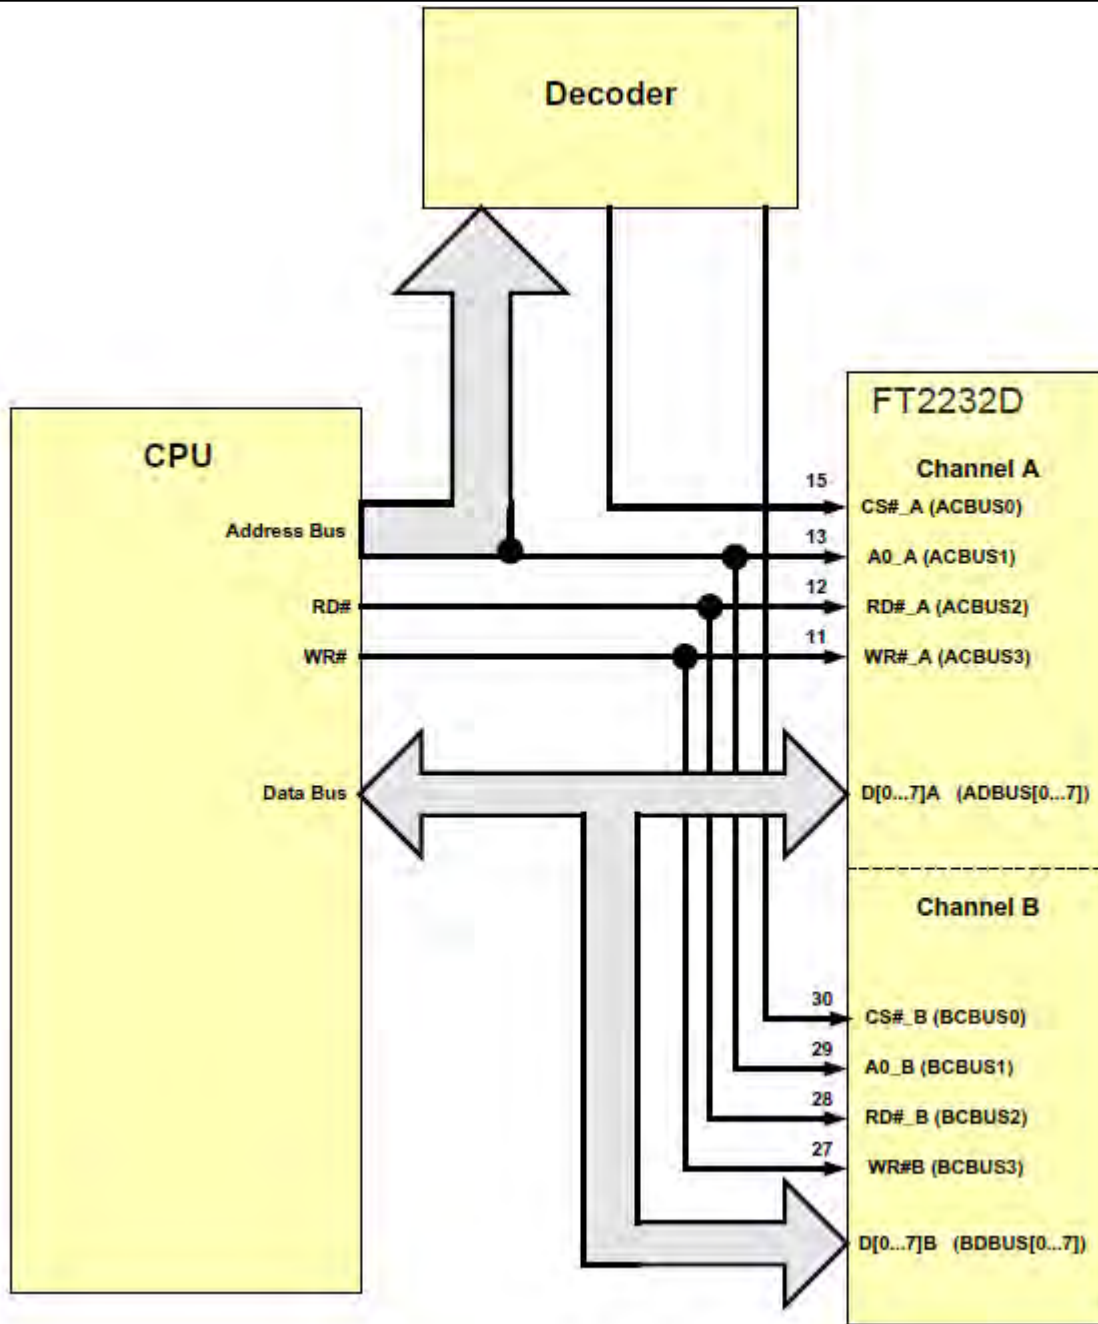 Decoder
CPU
Address Bus
RD#
WR#
Data Bus
FT2232D
Channel A
15
CS#_A (ACBUS0)
13
A0_A (ACBUS1)
12
RD#_A (ACBUS2)
11
WR#_A (ACBUS3)
D[0...7]A (ADBUS[0...7])
Channel B
30
CS#_B (BCBUS0)
29
A0_B (BCBUS1)
28
RD#_B (BCBUS2)
27
WR#B (BCBUS3)
D[0...7]B (BDBUS[0...7])